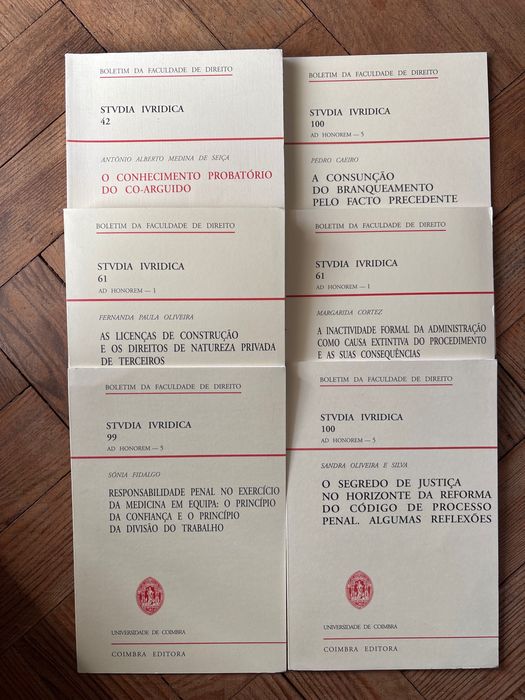 BOLETIM DA FACULDADE DE DIREITO
STVDIA IVRIDICA
42
ANTÓNIO ALBERTO MEDINA DE SEIÇA
O CONHECIMENTO PROBATÓRIO
DO CO-ARGUIDO
BOLETIM DA FACULDADE DE DIREITO
STVDIA IVRIDICA
100
AD HONOREM — 5
PEDRO CAEIRO
A CONSUNÇÃO
DO BRANQUEAMENTO
PELO FACTO PRECEDENTE
BOLETIM DA FACULDADE DE DIREITO
STVDIA IVRIDICA
61
AD HONOREM — 1
FERNANDA PAULA OLIVEIRA
AS LICENÇAS DE CONSTRUÇÃO
E OS DIREITOS DE NATUREZA PRIVADA
DE TERCEIROS
BOLETIM DA FACULDADE DE DIREITO
STVDIA IVRIDICA
61
AD HONOREM — 1
MARGARIDA CORTEZ
A INACTIVIDADE FORMAL DA ADMINISTRAÇÃO
COMO CAUSA EXTINTIVA DO PROCEDIMENTO
E AS SUAS CONSEQUÊNCIAS
BOLETIM DA FACULDADE DE DIREITO
STVDIA IVRIDICA
99
AD HONOREM — 5
SÓNIA FIDALGO
RESPONSABILIDADE PENAL NO EXERCÍCIO
DA MEDICINA EM EQUIPA: O PRINCÍPIO
DA CONFIANÇA E O PRINCÍPIO
DA DIVISÃO DO TRABALHO
UNIVERSIDADE DE COIMBRA
COIMBRA EDITORA
BOLETIM DA FACULDADE DE DIREITO
STVDIA IVRIDICA
100
AD HONOREM — 5
SANDRA OLIVEIRA E SILVA
O SEGREDO DE JUSTIÇA
NO HORIZONTE DA REFORMA
DO CÓDIGO DE PROCESSO
PENAL. ALGUMAS REFLEXÕES
UNIVERSIDADE DE COIMBRA
COIMBRA EDITORA